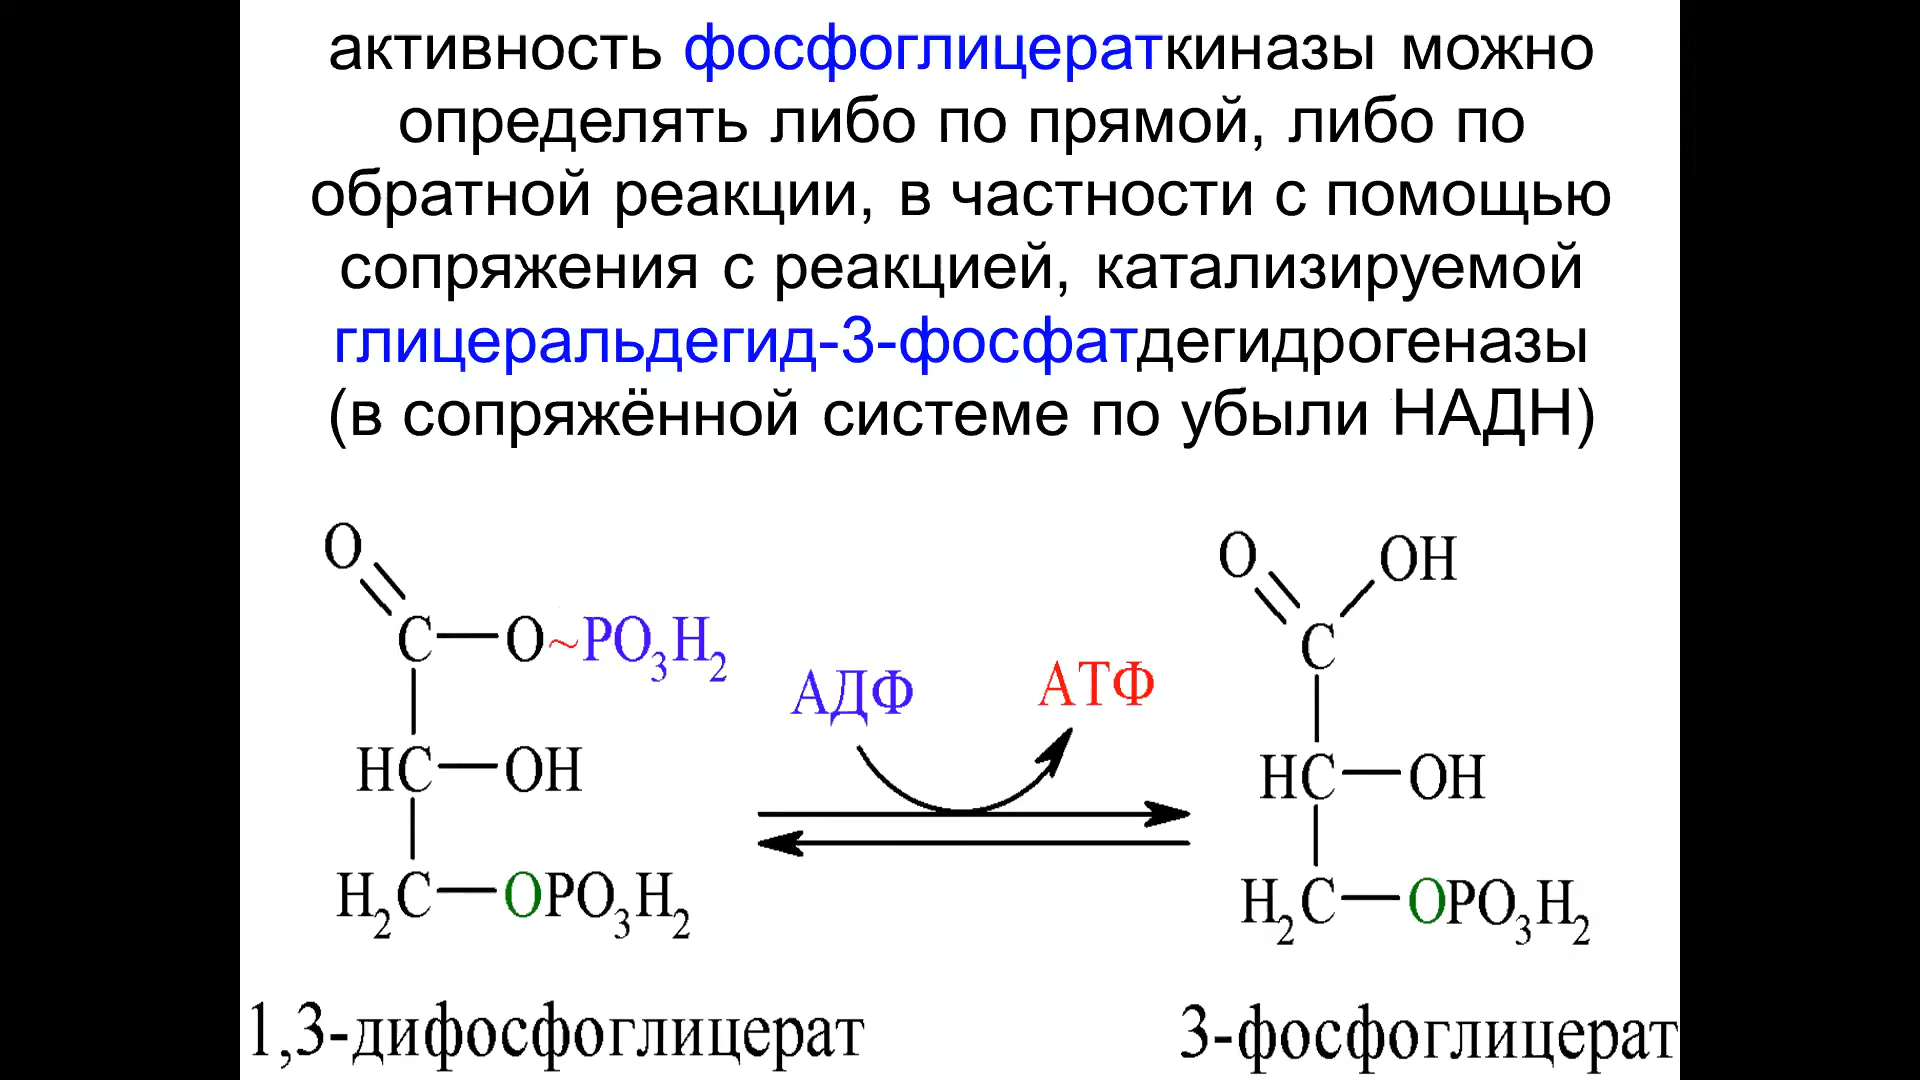 активность фосфоглицераткиназы можно
определять либо по прямой, либо по
обратной реакции, в частности с помощью
сопряжения с реакцией, катализируемой
глицеральдегид-3-фосфатдегидрогеназы
(в сопряжённой системе по убыли НАДН)
O
C—O~PO3H2
HC—OH
H2C—OPO3H2
1,3-дифосфоглицерат
АДФ
АТФ
O
OH
C
HC—OH
H2C—OPO3H2
3-фосфоглицерат